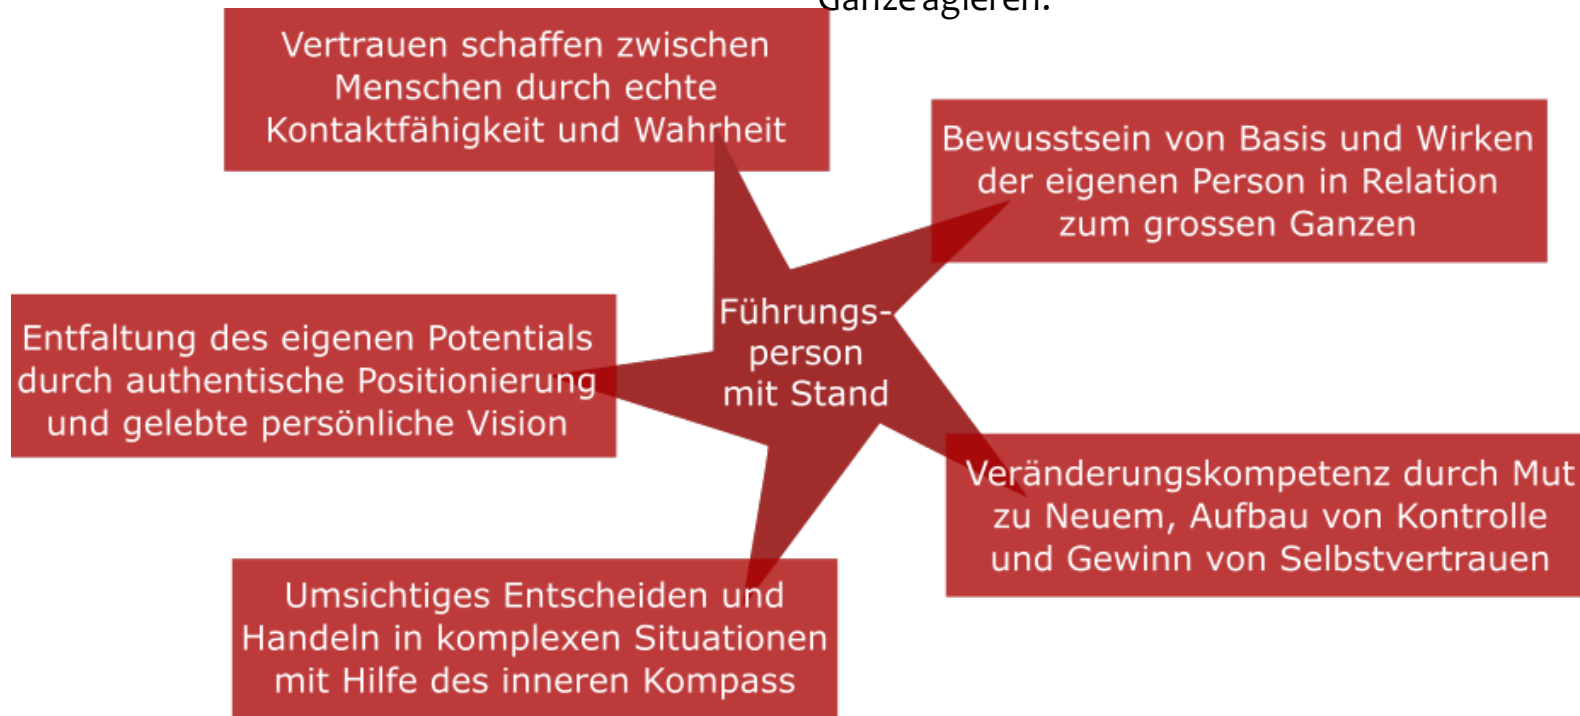 Ganze agieren.
Vertrauen schaffen zwischen
Menschen durch echte
Kontaktfähigkeit und Wahrheit
Bewusstsein von Basis und Wirken
der eigenen Person in Relation
zum grossen Ganzen
Entfaltung des eigenen Potentials
durch authentische Positionierung
und gelebte persönliche Vision
Führungs-
person
mit Stand
Veränderungskompetenz durch Mut
zu Neuem, Aufbau von Kontrolle
und Gewinn von Selbstvertrauen
Umsichtiges Entscheiden und
Handeln in komplexen Situationen
mit Hilfe des inneren Kompass